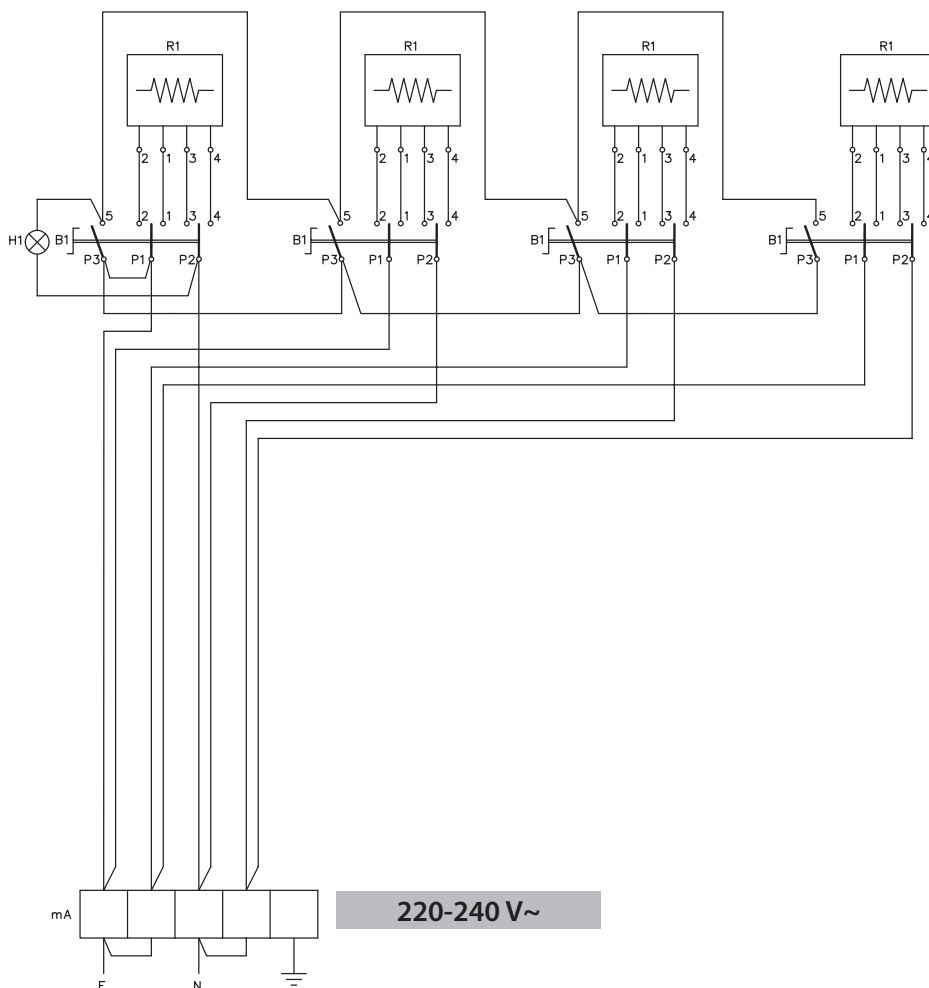 R1 R1 R1 R1
2 1 3 4 2 1 3 4 2 1 3 4 2 1 3 4
5 2 1 3 4 5 2 1 3 4 5 2 1 3 4 5 2 1 3 4
H1 B1 B1 B1 B1
P3 P1 P2 P3 P1 P2 P3 P1 P2 P3 P1 P2
mA 220-240 V~
N